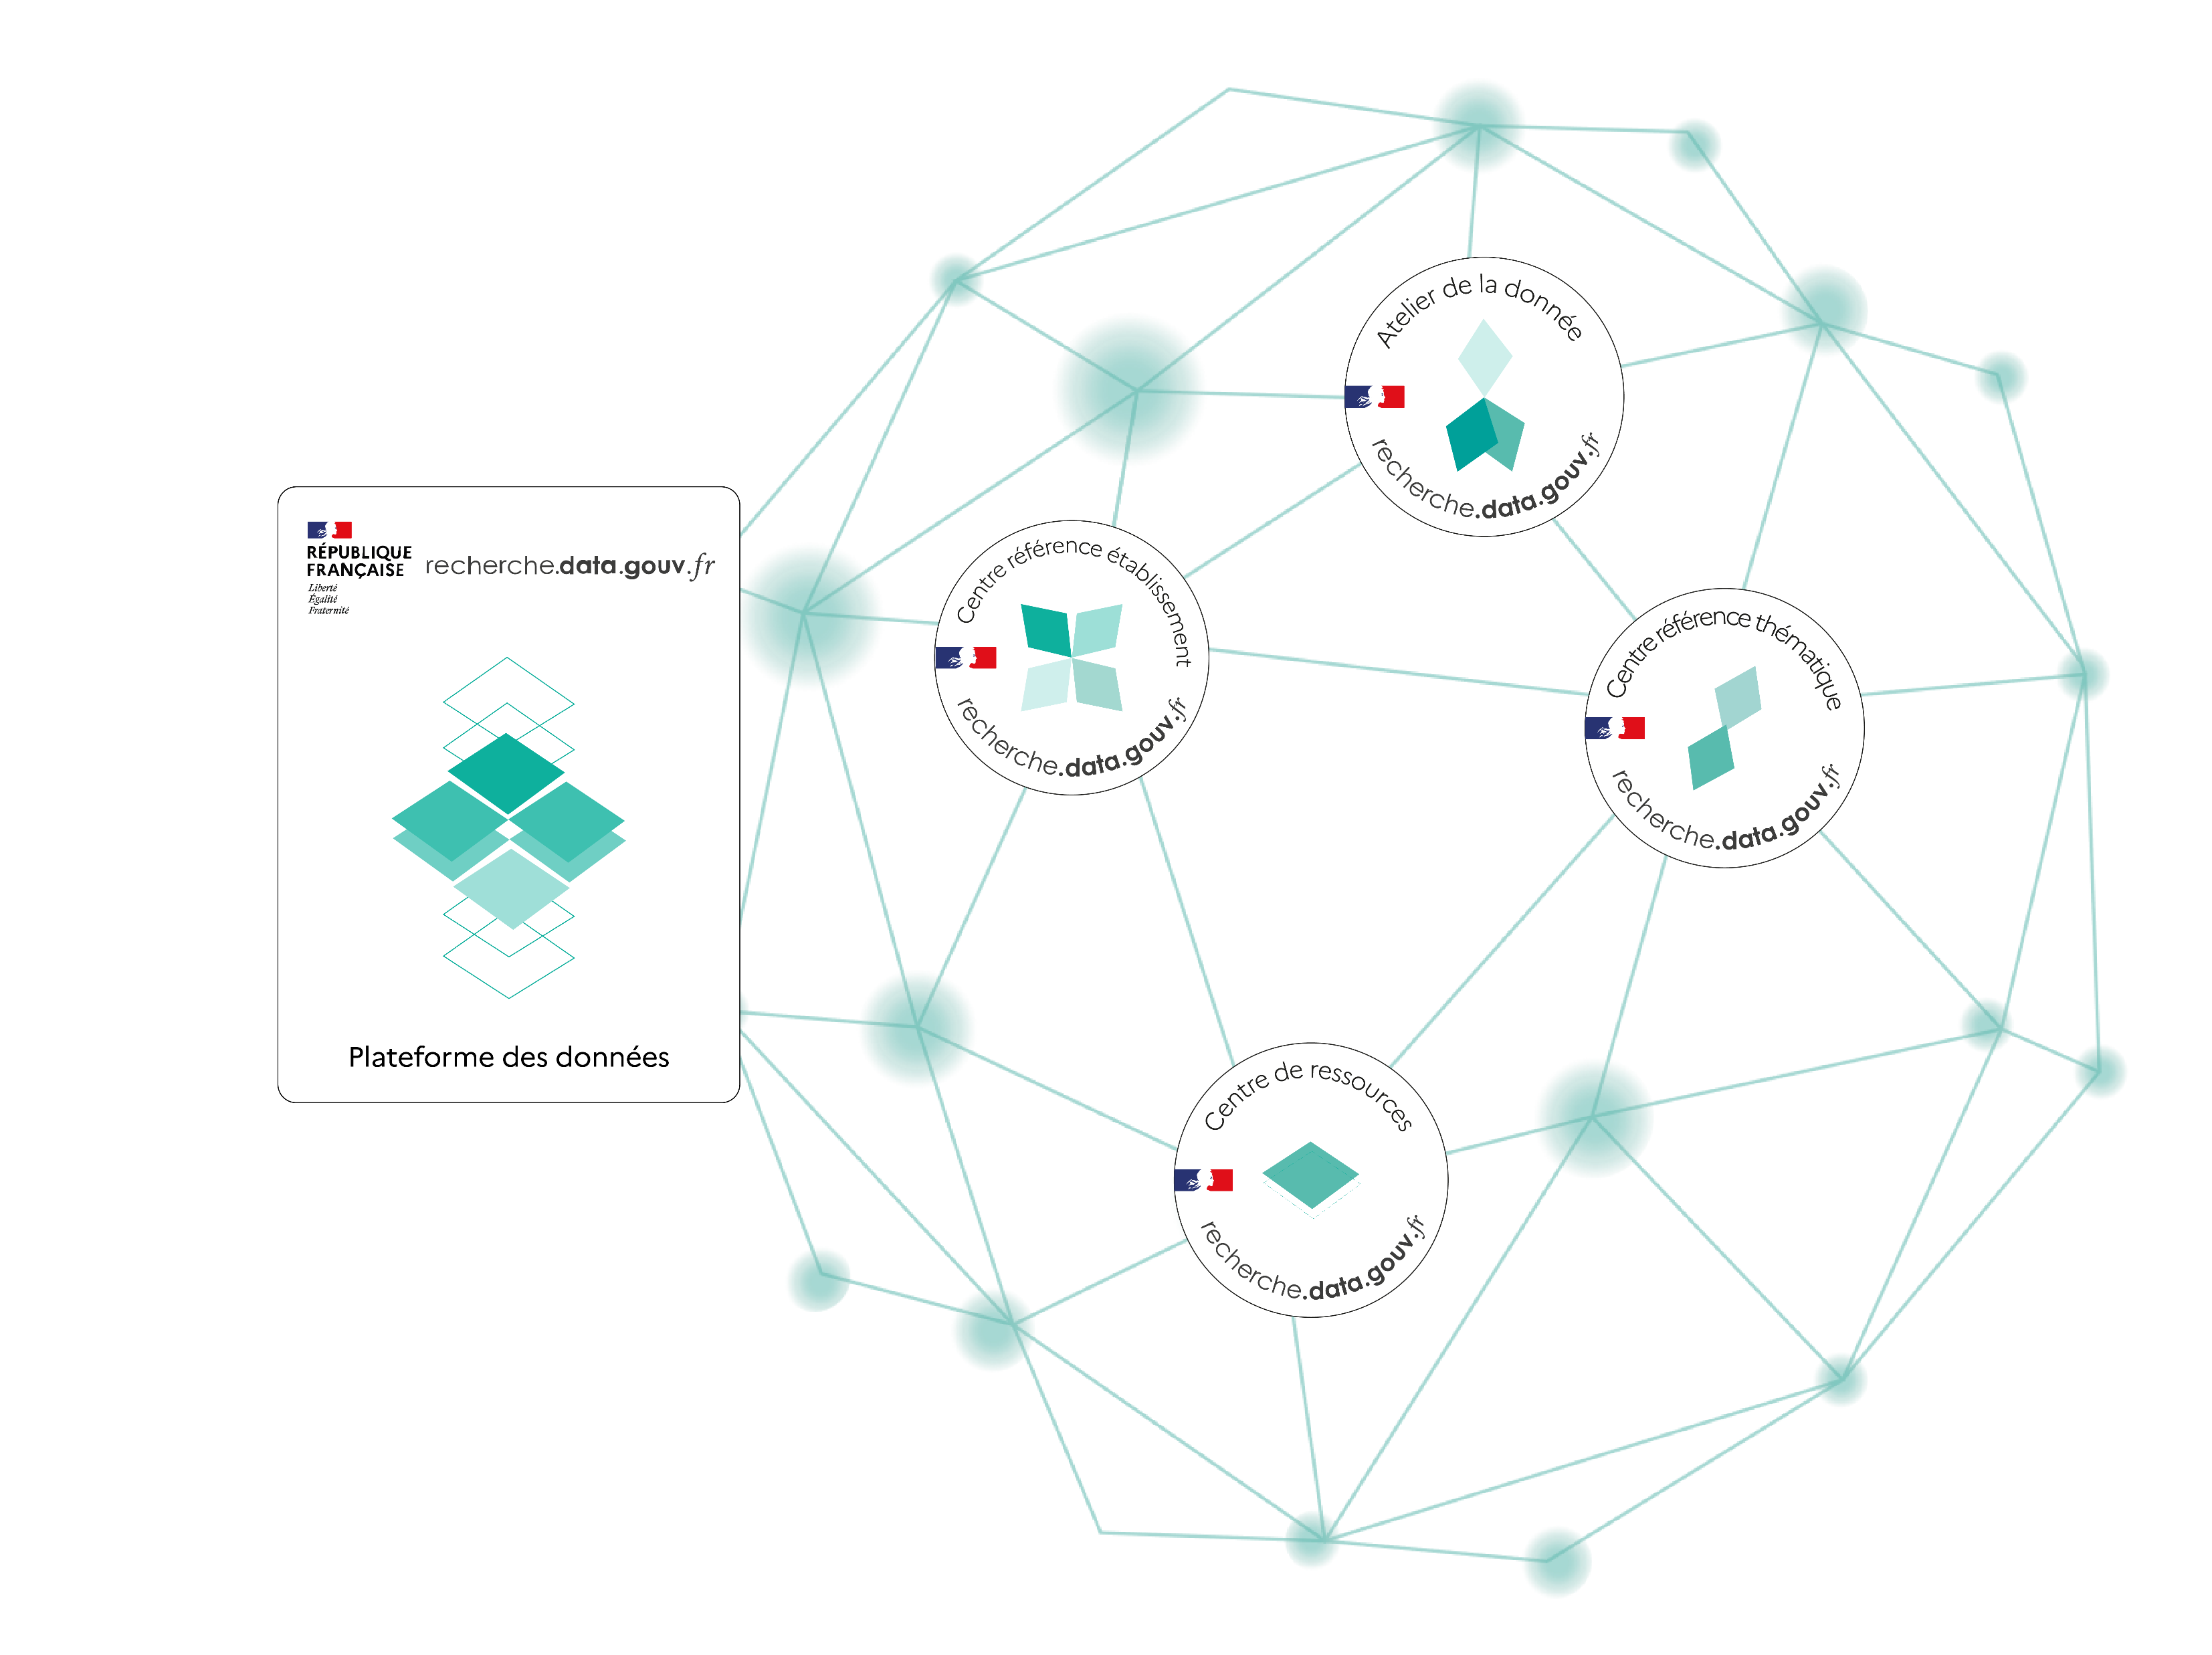 RÉPUBLIQUE
FRANÇAISE
Liberté
Égalité
Fraternité
recherche.data.gouv.fr
Plateforme des données
Atelier de la donnée
recherche.data.gouv.fr
Centre référence établissement
recherche.data.gouv.fr
Centre référence thématique
recherche.data.gouv.fr
Centre de ressources
recherche.data.gouv.fr